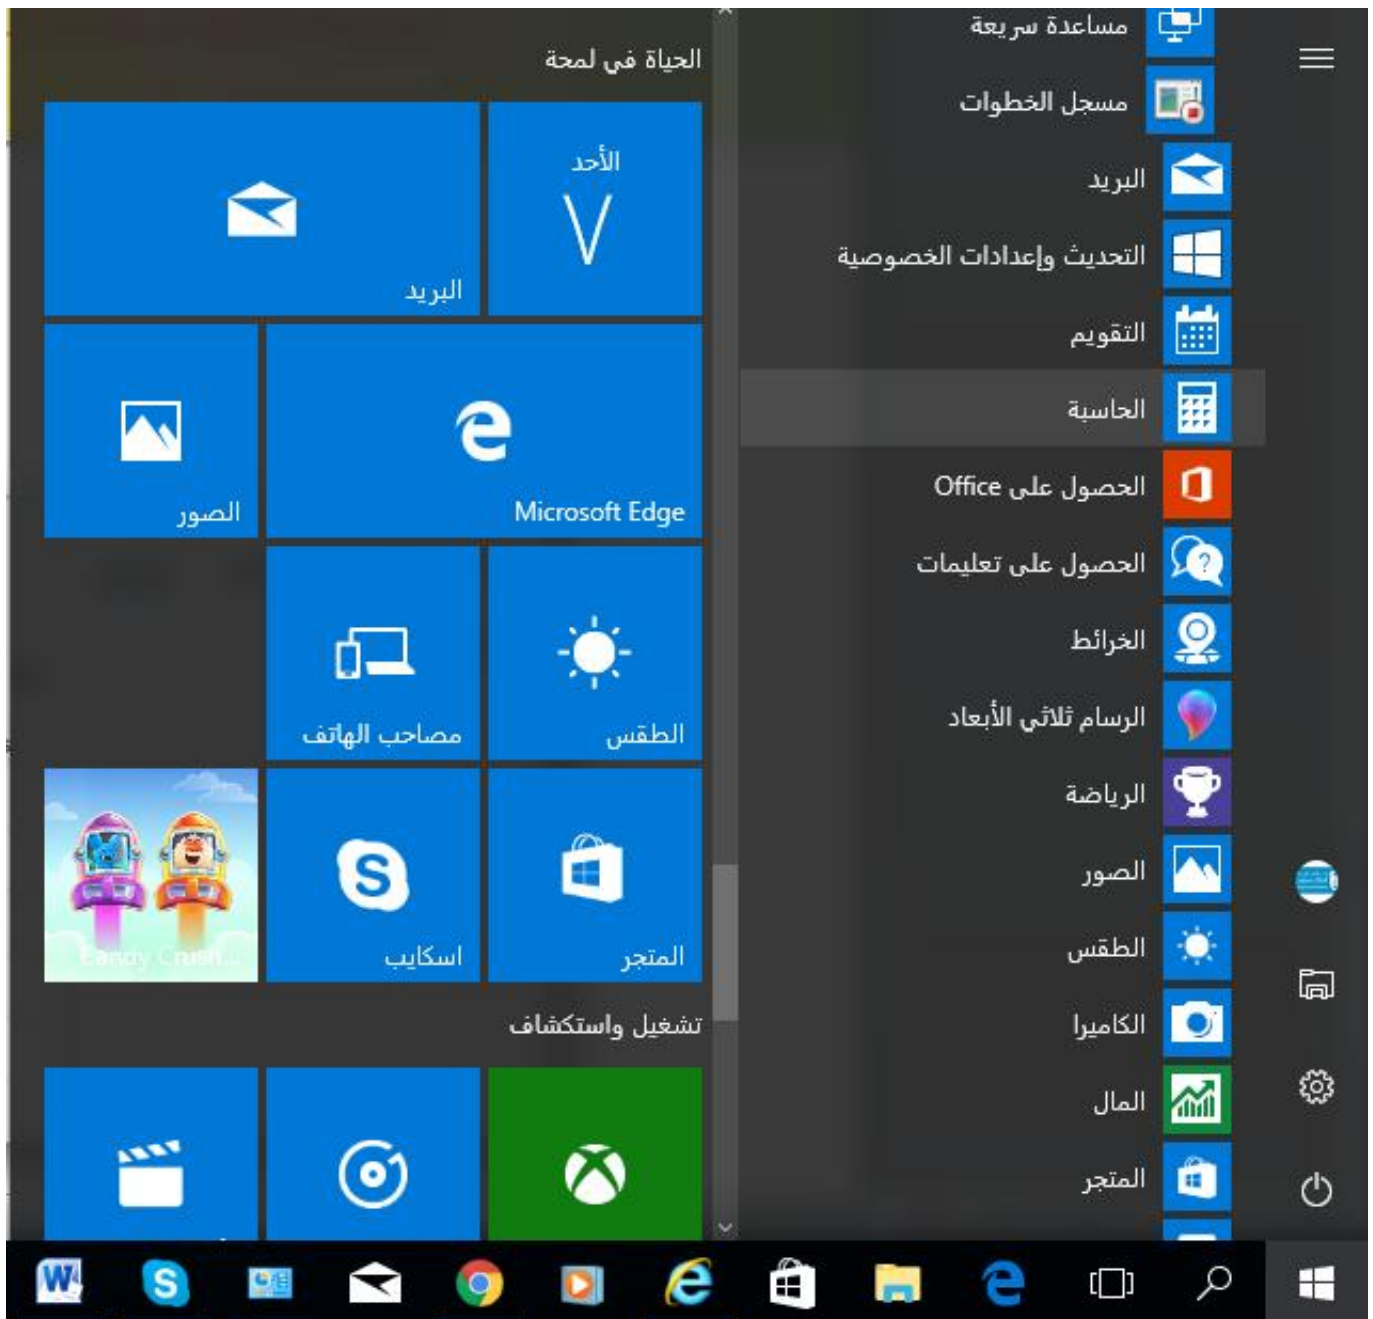 مساعدة سريعة
مسجل الخطوات
البريد
التحديث وإعدادات الخصوصية
التقويم
الحاسبة
الحصول على Office
الحصول على تعليمات
الخرائط
الرسام ثلاثي الأبعاد
الرياضة
الصور
الطقس
الكاميرا
المال
المتجر
الحياة في لمحة
الأحد
٧
البريد
Microsoft Edge
الصور
الطقس
مصاحب الهاتف
المتجر
اسكايب
Candy Crush...
تشغيل واستكشاف